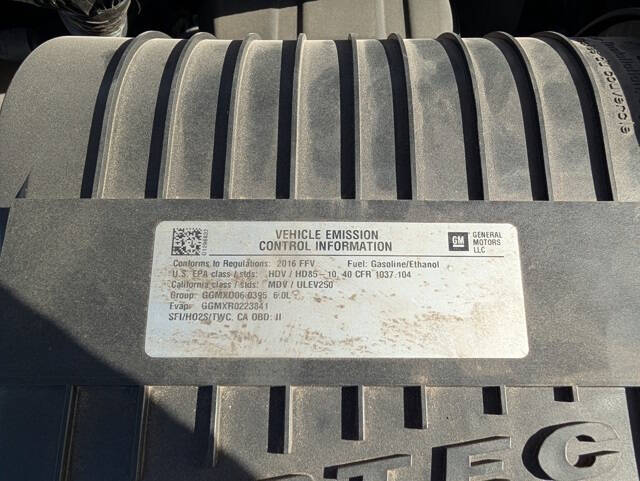 VEHICLE EMISSION
CONTROL INFORMATION
GM GENERAL
MOTORS
LLC
Conforms to Regulations: 2016 FFV Fuel: Gasoline/Ethanol
U.S. EPA class / stds: HDV / HD85-10, 40 CFR 1037.104
California class / stds: MDV / ULEV250
Group: GGMXD06.0395 6.0L
Evap: GGMXR0223841
SFI/HO2S/TWC, CA OBD: II
RTEC